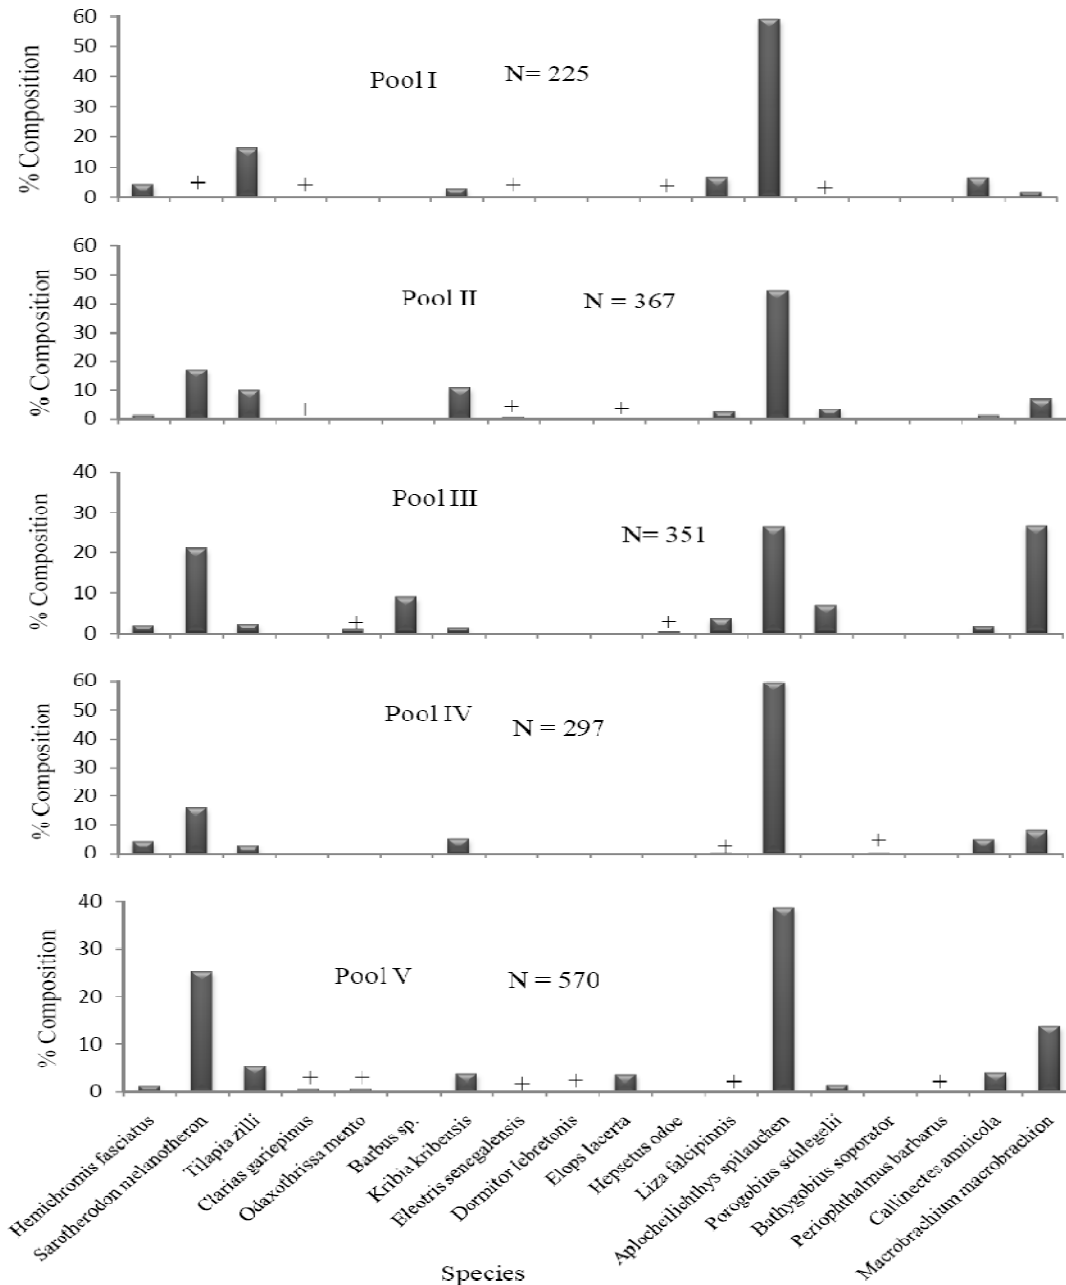 60
50
40
30
20
10
0
% Composition
Pool I
N= 225
+
+
+
+
+
60
50
40
30
20
10
0
% Composition
Pool II
N = 367
+
+
40
30
20
10
0
% Composition
Pool III
N= 351
+
+
60
50
40
30
20
10
0
% Composition
Pool IV
N = 297
+
+
40
30
20
10
0
% Composition
Pool V
N = 570
+
+
+
+
+
+
Hemichromis fasciatus
Sarotherodon melanotheron
Tilapia zilli
Clarias gariepinus
Odaxothrissa mento
Barbus sp.
Kribia kribensis
Eleotris senegalensis
Dormitor lebretonis
Elops lacerta
Hepsetus odoe
Liza falcipinnis
Aplocheilichthys spilauchen
Porogobius schlegelii
Bathygobius soporator
Periophthalmus barbarus
Callinectes amnicola
Macrobrachium macrobrachion
Species